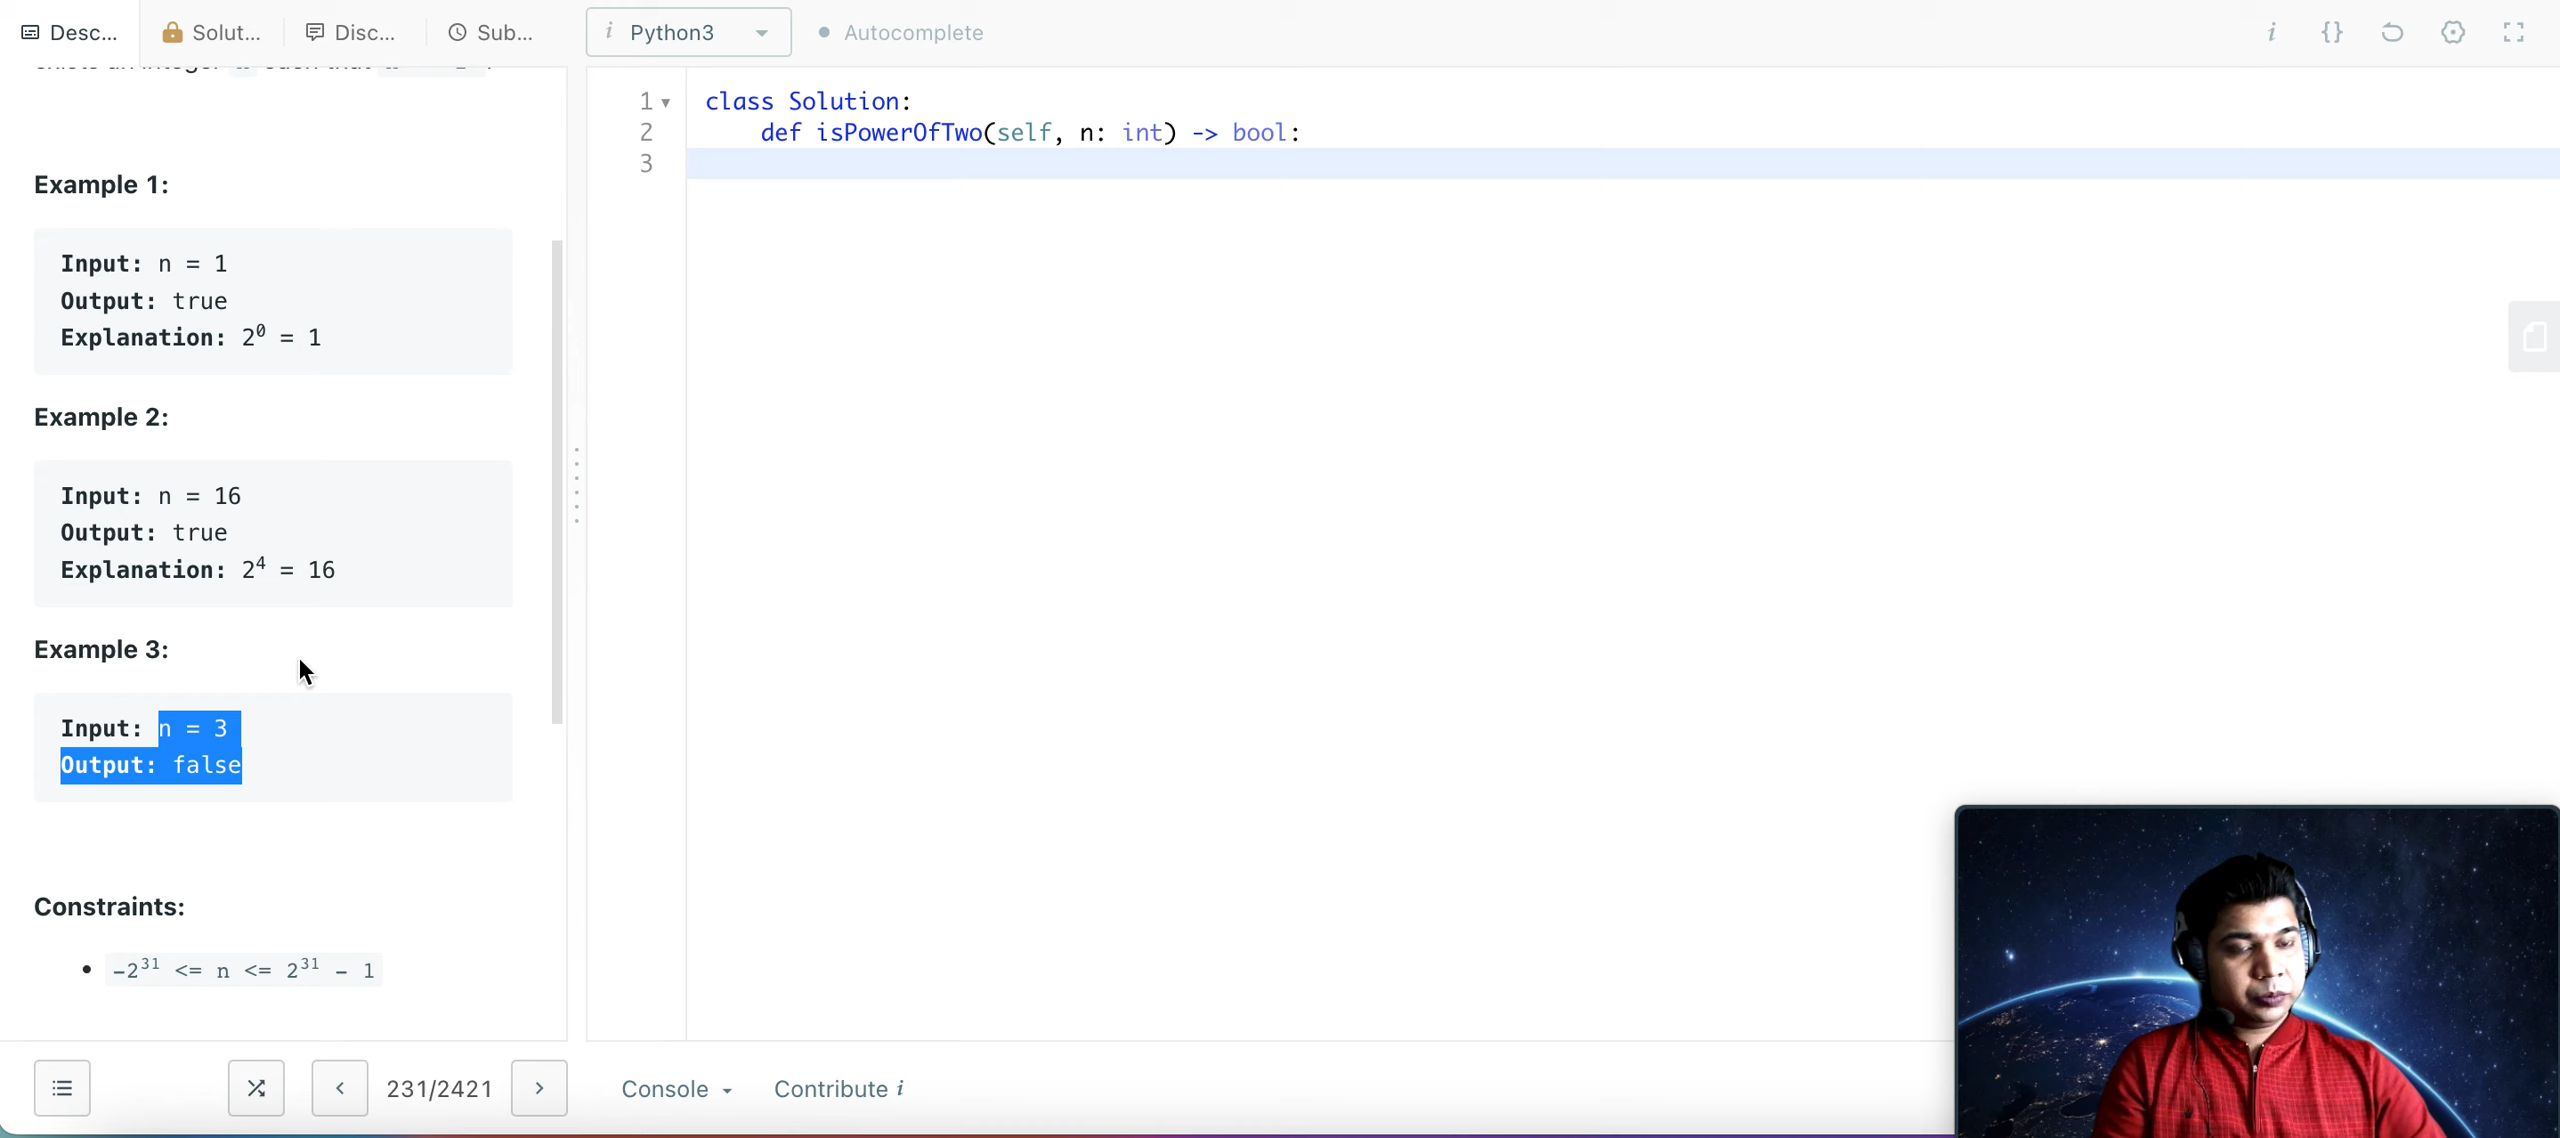 Desc...
Solut...
Disc...
Sub...
i Python3
Autocomplete
i {}
Example 1:
Input: n = 1
Output: true
Explanation: 2⁰ = 1
Example 2:
Input: n = 16
Output: true
Explanation: 2⁴ = 16
Example 3:
Input: n = 3
Output: false
Constraints:
• -2³¹ <= n <= 2³¹ - 1
1 class Solution:
2 def isPowerOfTwo(self, n: int) -> bool:
3
231/2421
Console
Contribute i